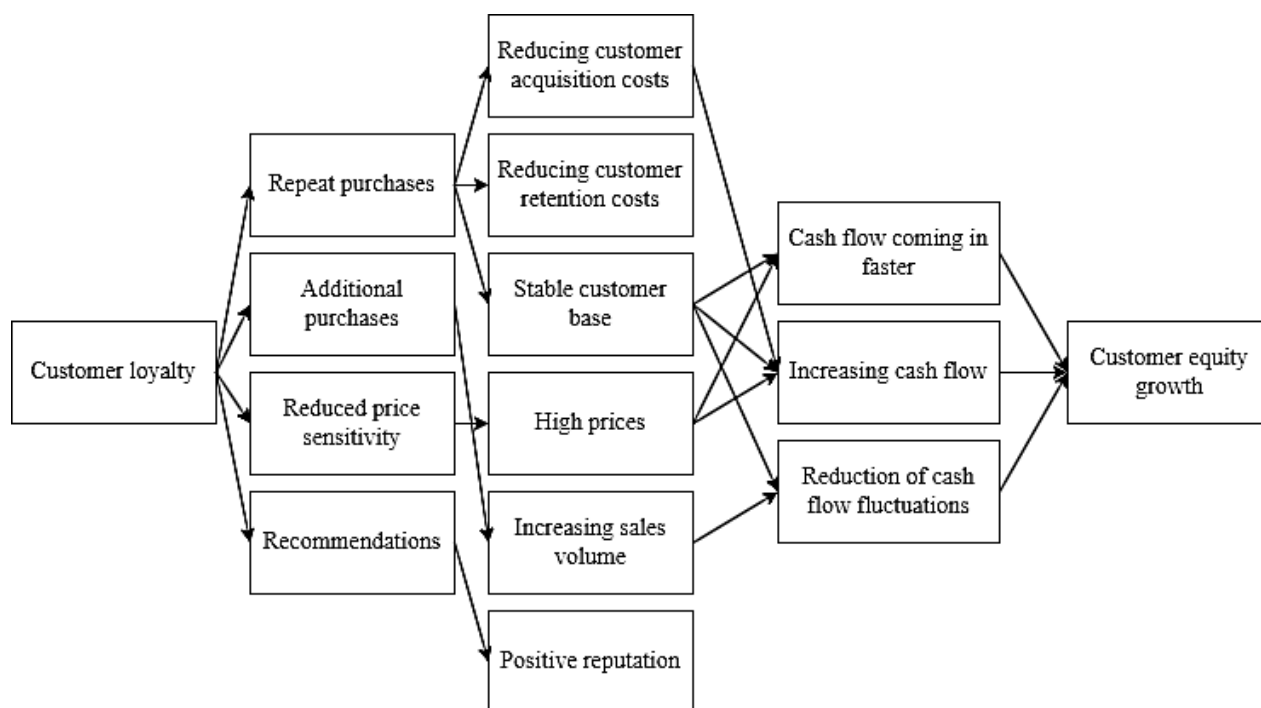 Customer loyalty
Repeat purchases
Additional
purchases
Reduced price
sensitivity
Recommendations
Reducing customer
acquisition costs
Reducing customer
retention costs
Stable customer
base
High prices
Increasing sales
volume
Positive reputation
Cash flow coming in
faster
Increasing cash flow
Reduction of cash
flow fluctuations
Customer equity
growth